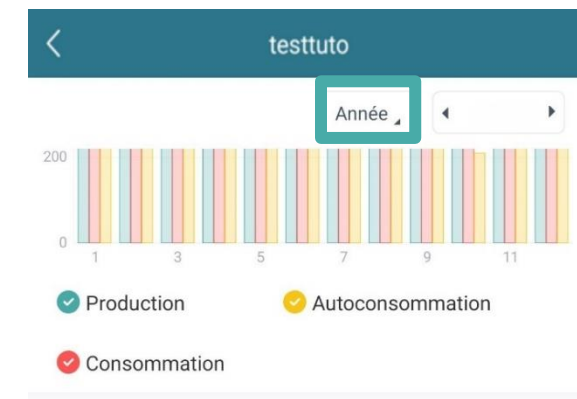 testtuto
Année
200
0
1 3 5 7 9 11
Production Autoconsommation
Consommation